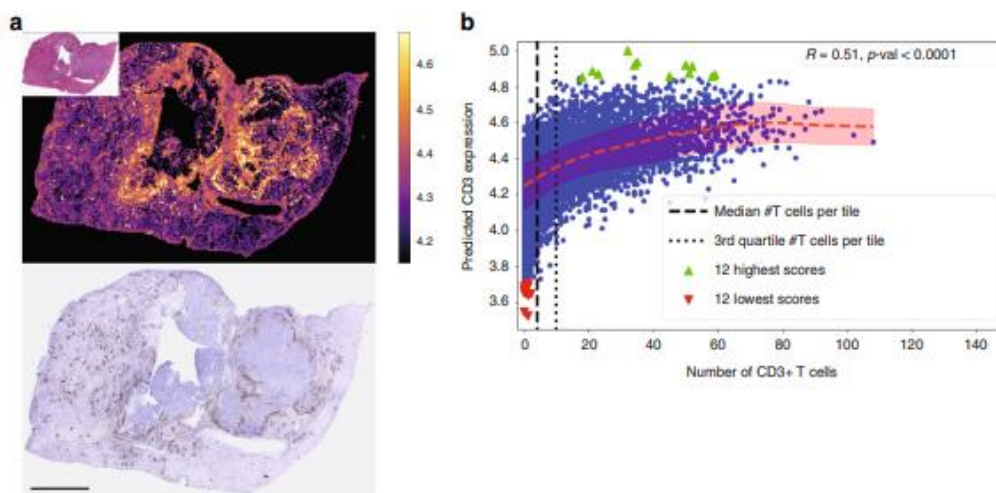 a
4.6
4.5
4.4
4.3
4.2
b
R = 0.51, p-val < 0.0001
Predicted CD3 expression
5.0
4.8
4.6
4.4
4.2
4.0
3.8
3.6
Median #T cells per tile
3rd quartile #T cells per tile
12 highest scores
12 lowest scores
0 20 40 60 80 100 120 140
Number of CD3+ T cells